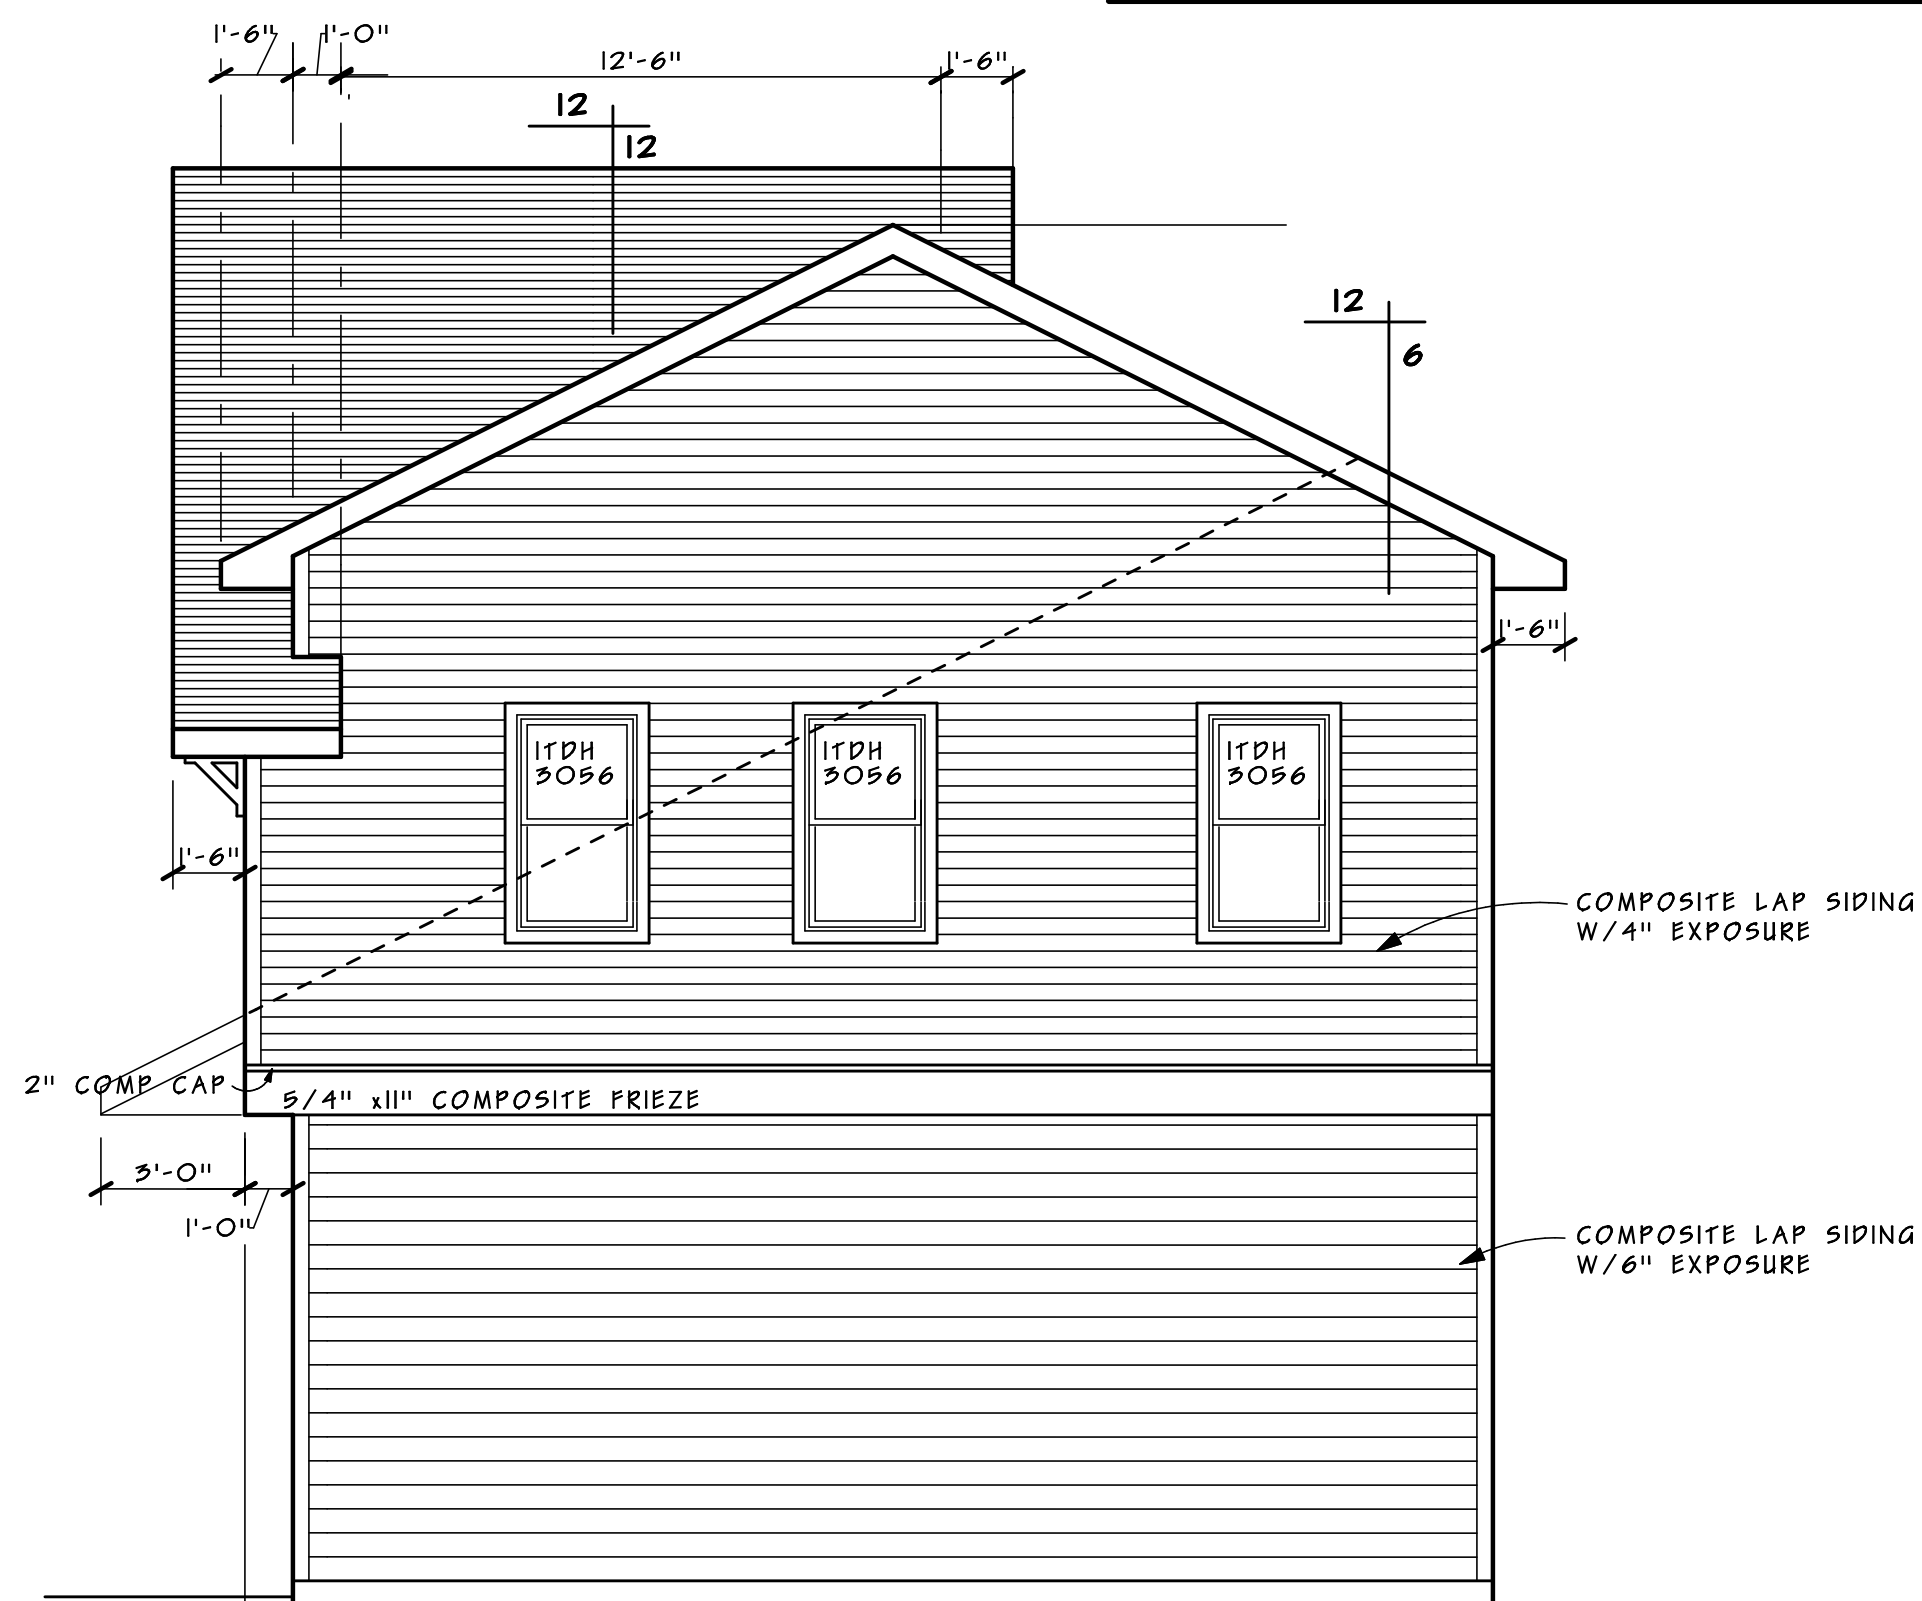 1'-6"
1'-0"
12'-6"
1'-6"
12
12
12
6
1'-6"
1TDH
3056
1TDH
3056
1TDH
3056
1'-6"
COMPOSITE LAP SIDING
W/4" EXPOSURE
2" COMP CAP
5/4" x11" COMPOSITE FRIEZE
3'-0"
1'-0"
COMPOSITE LAP SIDING
W/6" EXPOSURE